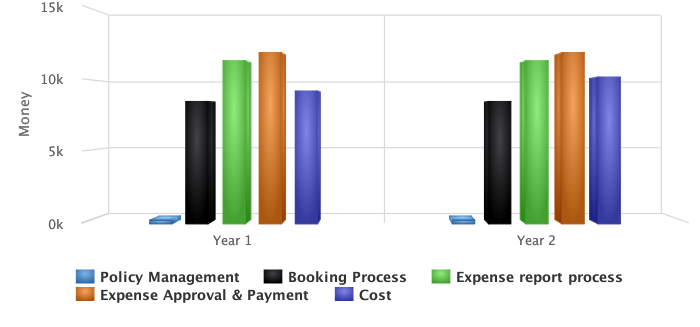 15k
10k
Money
5k
0k
Year 1 Year 2
Policy Management Booking Process Expense report process
Expense Approval & Payment Cost